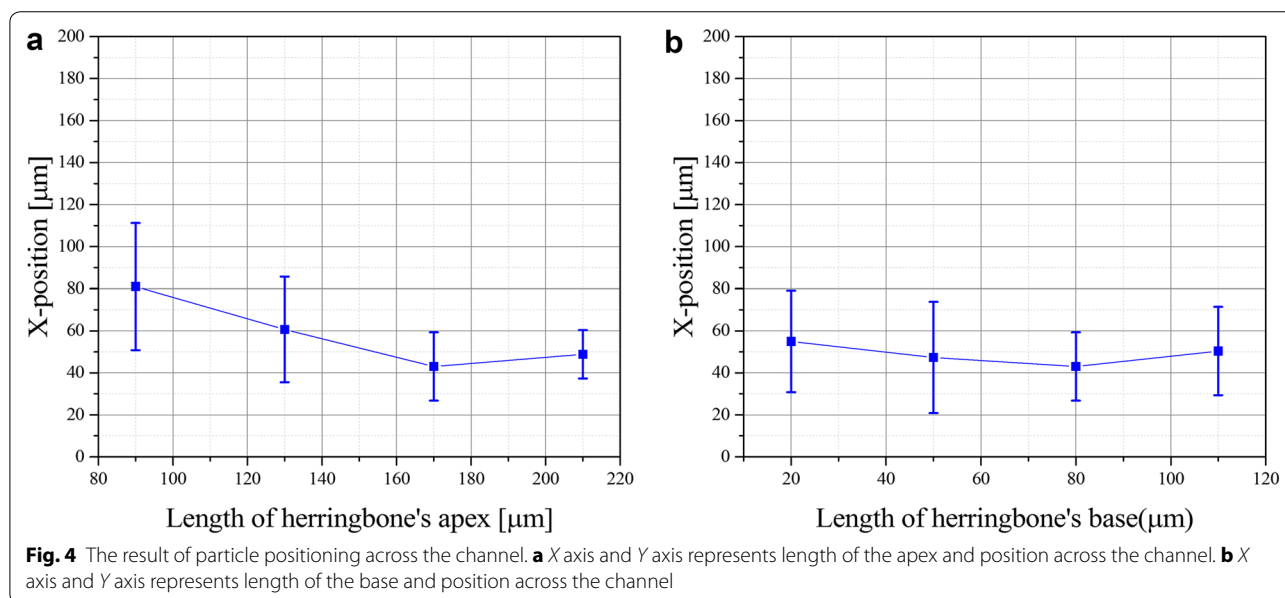 a
200
180
160
140
120
100
80
60
40
20
0
X-position [μm]
80 100 120 140 160 180 200 220
Length of herringbone's apex [μm]
b
200
180
160
140
120
100
80
60
40
20
0
X-position [μm]
20 40 60 80 100 120
Length of herringbone's base(μm)
Fig. 4 The result of particle positioning across the channel. a X axis and Y axis represents length of the apex and position across the channel. b X
axis and Y axis represents length of the base and position across the channel